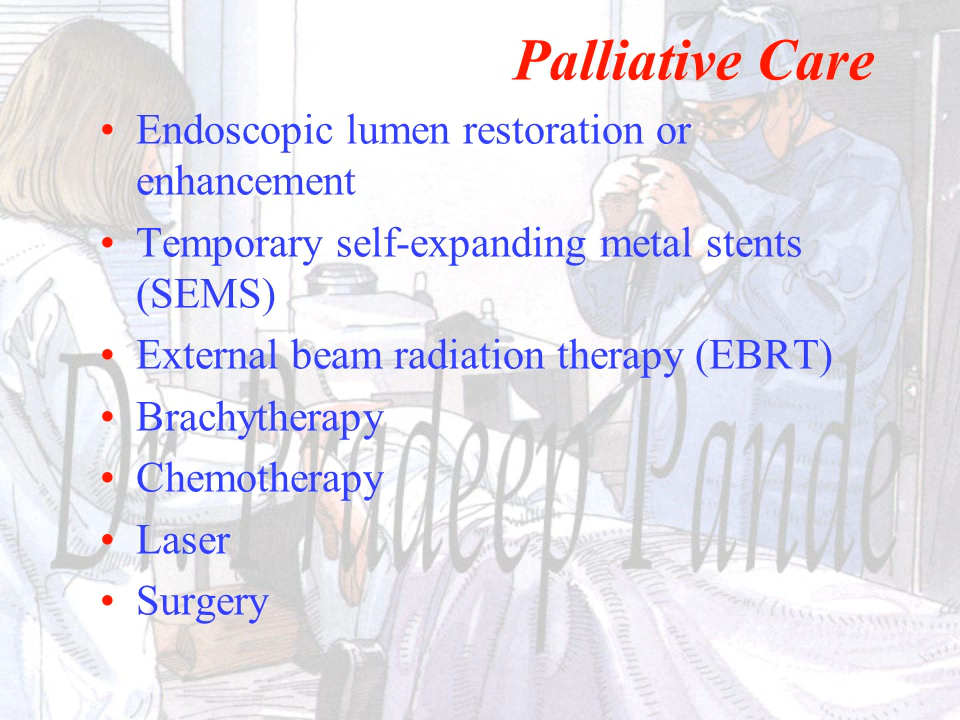 Palliative Care
• Endoscopic lumen restoration or
enhancement
• Temporary self-expanding metal stents
(SEMS)
• External beam radiation therapy (EBRT)
• Brachytherapy
• Chemotherapy
• Laser
• Surgery
Dr. Pradeep Pande